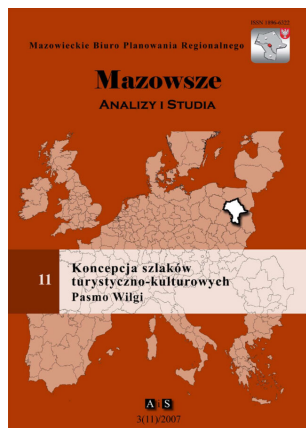 ISSN 1896-6322
Mazowieckie Biuro Planowania Regionalnego
Mazowsze
ANALIZY I STUDIA
11
Koncepcja szlaków
turystyczno-kulturowych
Pasmo Wilgi
A i S
3(11)/2007